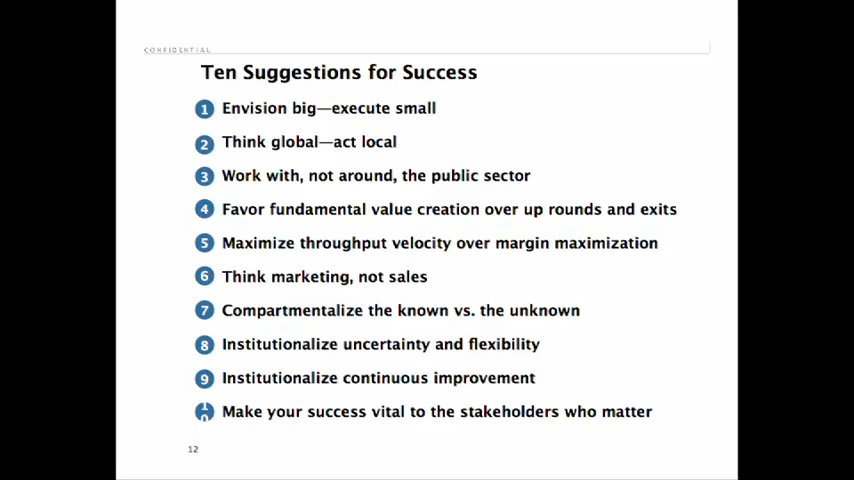 CONFIDENTIAL
Ten Suggestions for Success
1 Envision big—execute small
2 Think global—act local
3 Work with, not around, the public sector
4 Favor fundamental value creation over up rounds and exits
5 Maximize throughput velocity over margin maximization
6 Think marketing, not sales
7 Compartmentalize the known vs. the unknown
8 Institutionalize uncertainty and flexibility
9 Institutionalize continuous improvement
10 Make your success vital to the stakeholders who matter
12